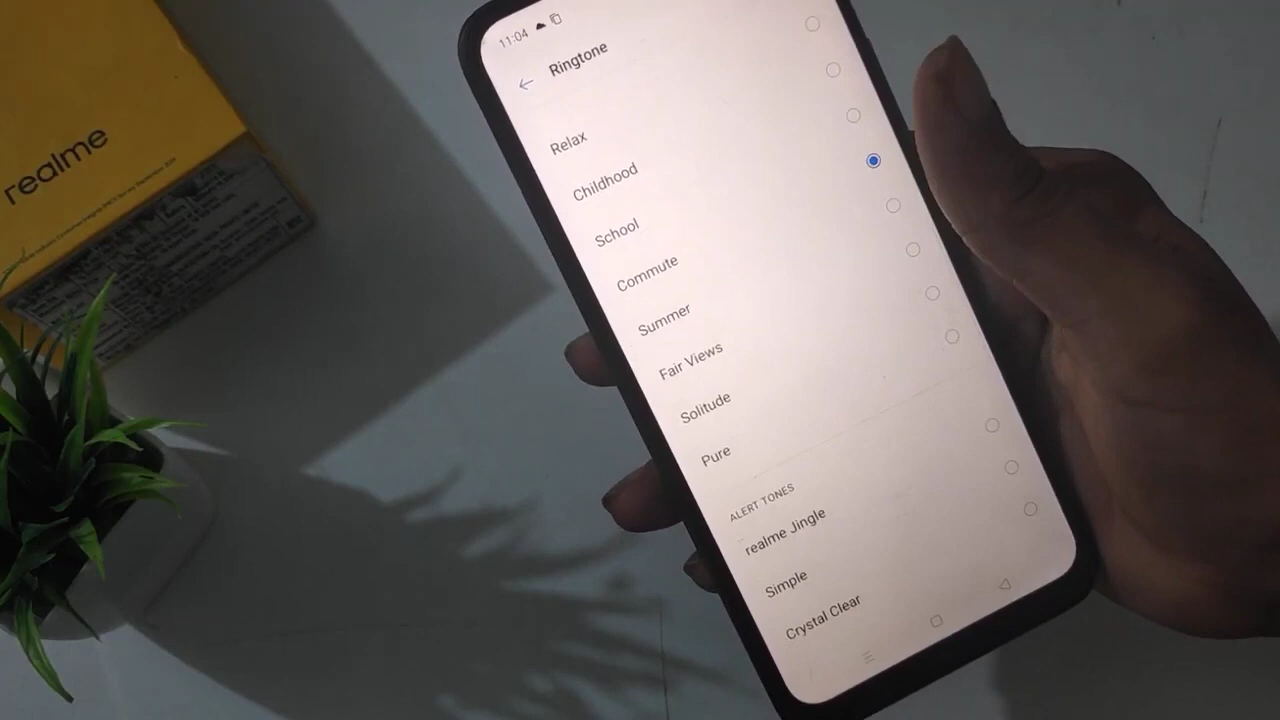 realme
11:04
Ringtone
Relax
Childhood
School
Commute
Summer
Fair Views
Solitude
Pure
ALERT TONES
realme Jingle
Simple
Crystal Clear